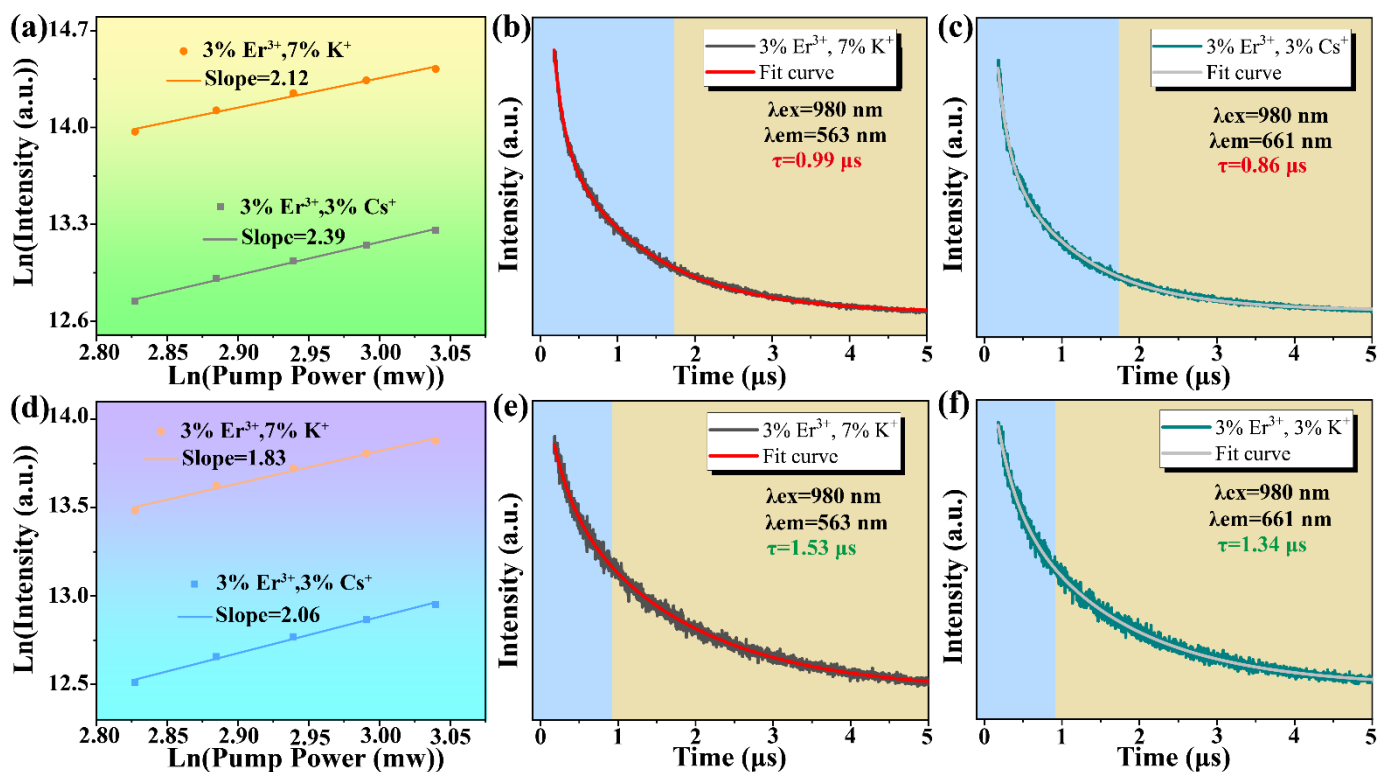 (a)
14.7
14.0
13.3
12.6
Ln(Intensity (a.u.))
3% Er³⁺,7% K⁺
Slope=2.12
3% Er³⁺,3% Cs⁺
Slope=2.39
2.80 2.85 2.90 2.95 3.00 3.05
Ln(Pump Power (mw))
(b)
Intensity (a.u.)
3% Er³⁺, 7% K⁺
Fit curve
λex=980 nm
λem=563 nm
τ=0.99 μs
0 1 2 3 4 5
Time (μs)
(c)
Intensity (a.u.)
3% Er³⁺, 3% Cs⁺
Fit curve
λex=980 nm
λem=661 nm
τ=0.86 μs
0 1 2 3 4 5
Time (μs)
(d)
14.0
13.5
13.0
12.5
Ln(Intensity (a.u.))
3% Er³⁺,7% K⁺
Slope=1.83
3% Er³⁺,3% Cs⁺
Slope=2.06
2.80 2.85 2.90 2.95 3.00 3.05
Ln(Pump Power (mw))
(e)
Intensity (a.u.)
3% Er³⁺, 7% K⁺
Fit curve
λex=980 nm
λem=563 nm
τ=1.53 μs
0 1 2 3 4 5
Time (μs)
(f)
Intensity (a.u.)
3% Er³⁺, 3% K⁺
Fit curve
λex=980 nm
λem=661 nm
τ=1.34 μs
0 1 2 3 4 5
Time (μs)